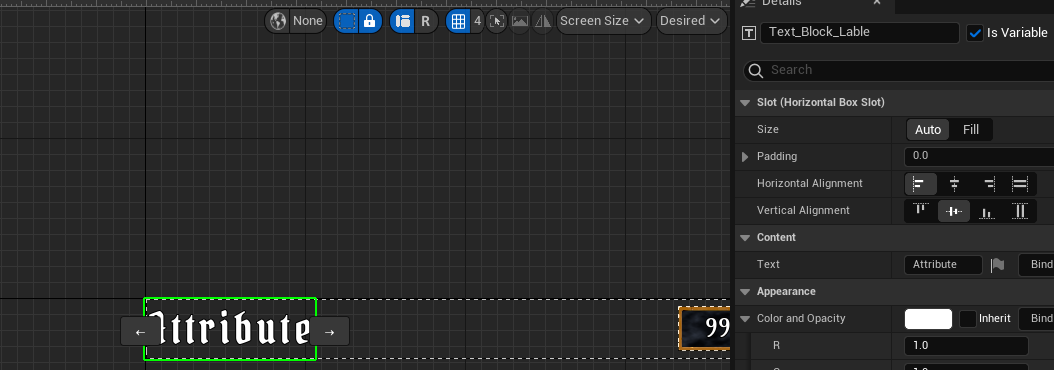 Details
None
R
4
Screen Size
Desired
Text_Block_Lable
Is Variable
Search
Slot (Horizontal Box Slot)
Size
Auto
Fill
Padding
0.0
Horizontal Alignment
Vertical Alignment
Content
Text
Attribute
Bind
Appearance
Color and Opacity
Inherit
Bind
R
1.0
Attribute
99